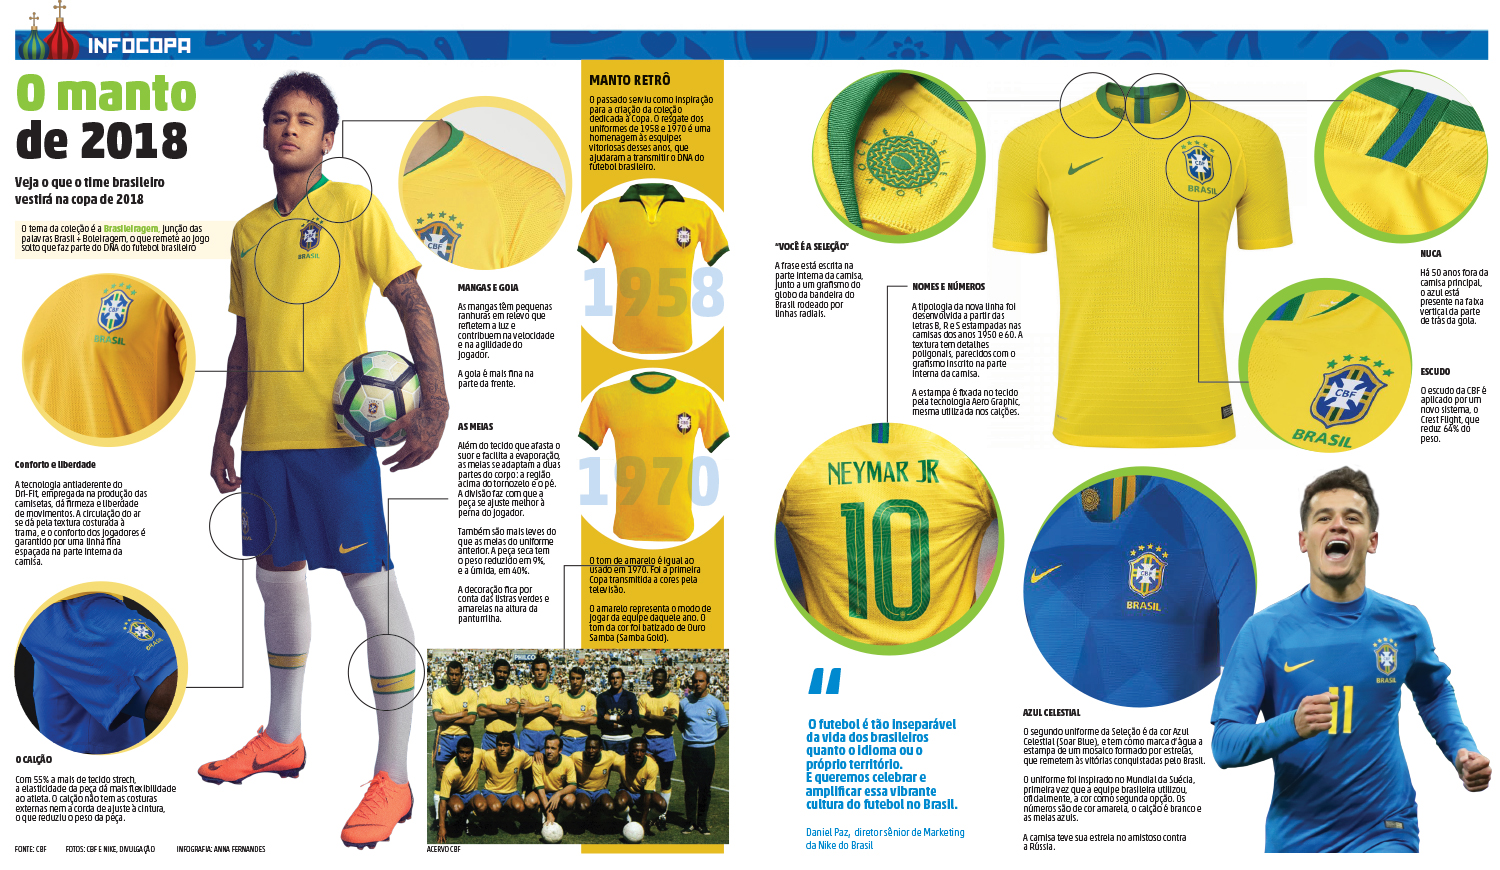 INFOCOPA
O manto
de 2018
Veja o que o time brasileiro
vestirá na copa de 2018
O tema da coleção é a Brasileiragem, junção das
palavras Brasil + Boleiragem, o que remete ao jogo
solto que faz parte do DNA do futebol brasileiro
CBF
BRASIL
Conforto e liberdade
A tecnologia antiaderente do
Dri-Fit, empregada na produção das
camisetas, dá firmeza e liberdade
de movimentos. A circulação do ar
se dá pela textura costurada à
trama, e o conforto dos jogadores é
garantido por uma linha fina
espaçada na parte interna da
camisa.
BRASIL
O CALÇÃO
Com 55% a mais de tecido strech,
a elasticidade da peça dá mais flexibilidade
ao atleta. O calção não tem as costuras
externas nem a corda de ajuste à cintura,
o que reduziu o peso da peça.
FONTE: CBF
FOTOS: CBF E NIKE, DIVULGAÇÃO
INFOGRAFIA: ANNA FERNANDES
BRASIL
CBF
MANGAS E GOLA
As mangas têm pequenas
ranhuras em relevo que
refletem a luz e
contribuem na velocidade
e na agilidade do
jogador.
A gola é mais fina na
parte da frente.
AS MEIAS
Além do tecido que afasta o
suor e facilita a evaporação,
as meias se adaptam a duas
partes do corpo: a região
acima do tornozelo e o pé.
A divisão faz com que a
peça se ajuste melhor à
perna do jogador.
Também são mais leves do
que as meias do uniforme
anterior. A peça seca tem
o peso reduzido em 9%,
e a úmida, em 40%.
A decoração fica por
conta das listras verdes e
amarelas na altura da
panturrilha.
MANTO RETRÔ
O passado serviu como inspiração
para a criação da coleção
dedicada à Copa. O resgate dos
uniformes de 1958 e 1970 é uma
homenagem às esquipes
vitoriosas desses anos, que
ajudaram a transmitir o DNA do
futebol brasileiro.
1958
1970
O tom de amarelo é igual ao
usado em 1970. Foi a primeira
Copa transmitida a cores pela
televisão.
O amarelo representa o modo de
jogar da equipe daquele ano. O
tom da cor foi batizado de Ouro
Samba (Samba Gold).
PHILCO
ACERVO CBF
"VOCÊ É A SELEÇÃO"
A frase está escrita na
parte interna da camisa,
junto a um grafismo do
globo da bandeira do
Brasil rodeado por
linhas radiais.
NOMES E NÚMEROS
A tipologia da nova linha foi
desenvolvida a partir das
letras B, R e S estampadas nas
camisas dos anos 1950 e 60. A
textura tem detalhes
poligonais, parecidos com o
grafismo inscrito na parte
interna da camisa.
A estampa é fixada no tecido
pela tecnologia Aero Graphic,
mesma utilizada nos calções.
NEYMAR JR
10
CBF
BRASIL
NUCA
Há 50 anos fora da
camisa principal,
o azul está
presente na faixa
vertical da parte
de trás da gola.
CBF
BRASIL
ESCUDO
O escudo da CBF é
aplicado por um
novo sistema, o
Crest Flight, que
reduz 64% do
peso.
“
O futebol é tão inseparável
da vida dos brasileiros
quanto o idioma ou o
próprio território.
E queremos celebrar e
amplificar essa vibrante
cultura do futebol no Brasil.
Daniel Paz, diretor sênior de Marketing
da Nike do Brasil
CBF
BRASIL
AZUL CELESTIAL
O segundo uniforme da Seleção é da cor Azul
Celestial (Soar Blue), e tem como marca d'água a
estampa de um mosaico formado por estrelas,
que remetem às vitórias conquistadas pelo Brasil.
O uniforme foi inspirado no Mundial da Suécia,
primeira vez que a equipe brasileira utilizou,
oficialmente, a cor como segunda opção. Os
números são de cor amarela, o calção é branco e
as meias azuis.
A camisa teve sua estreia no amistoso contra
a Rússia.
BRASIL
11